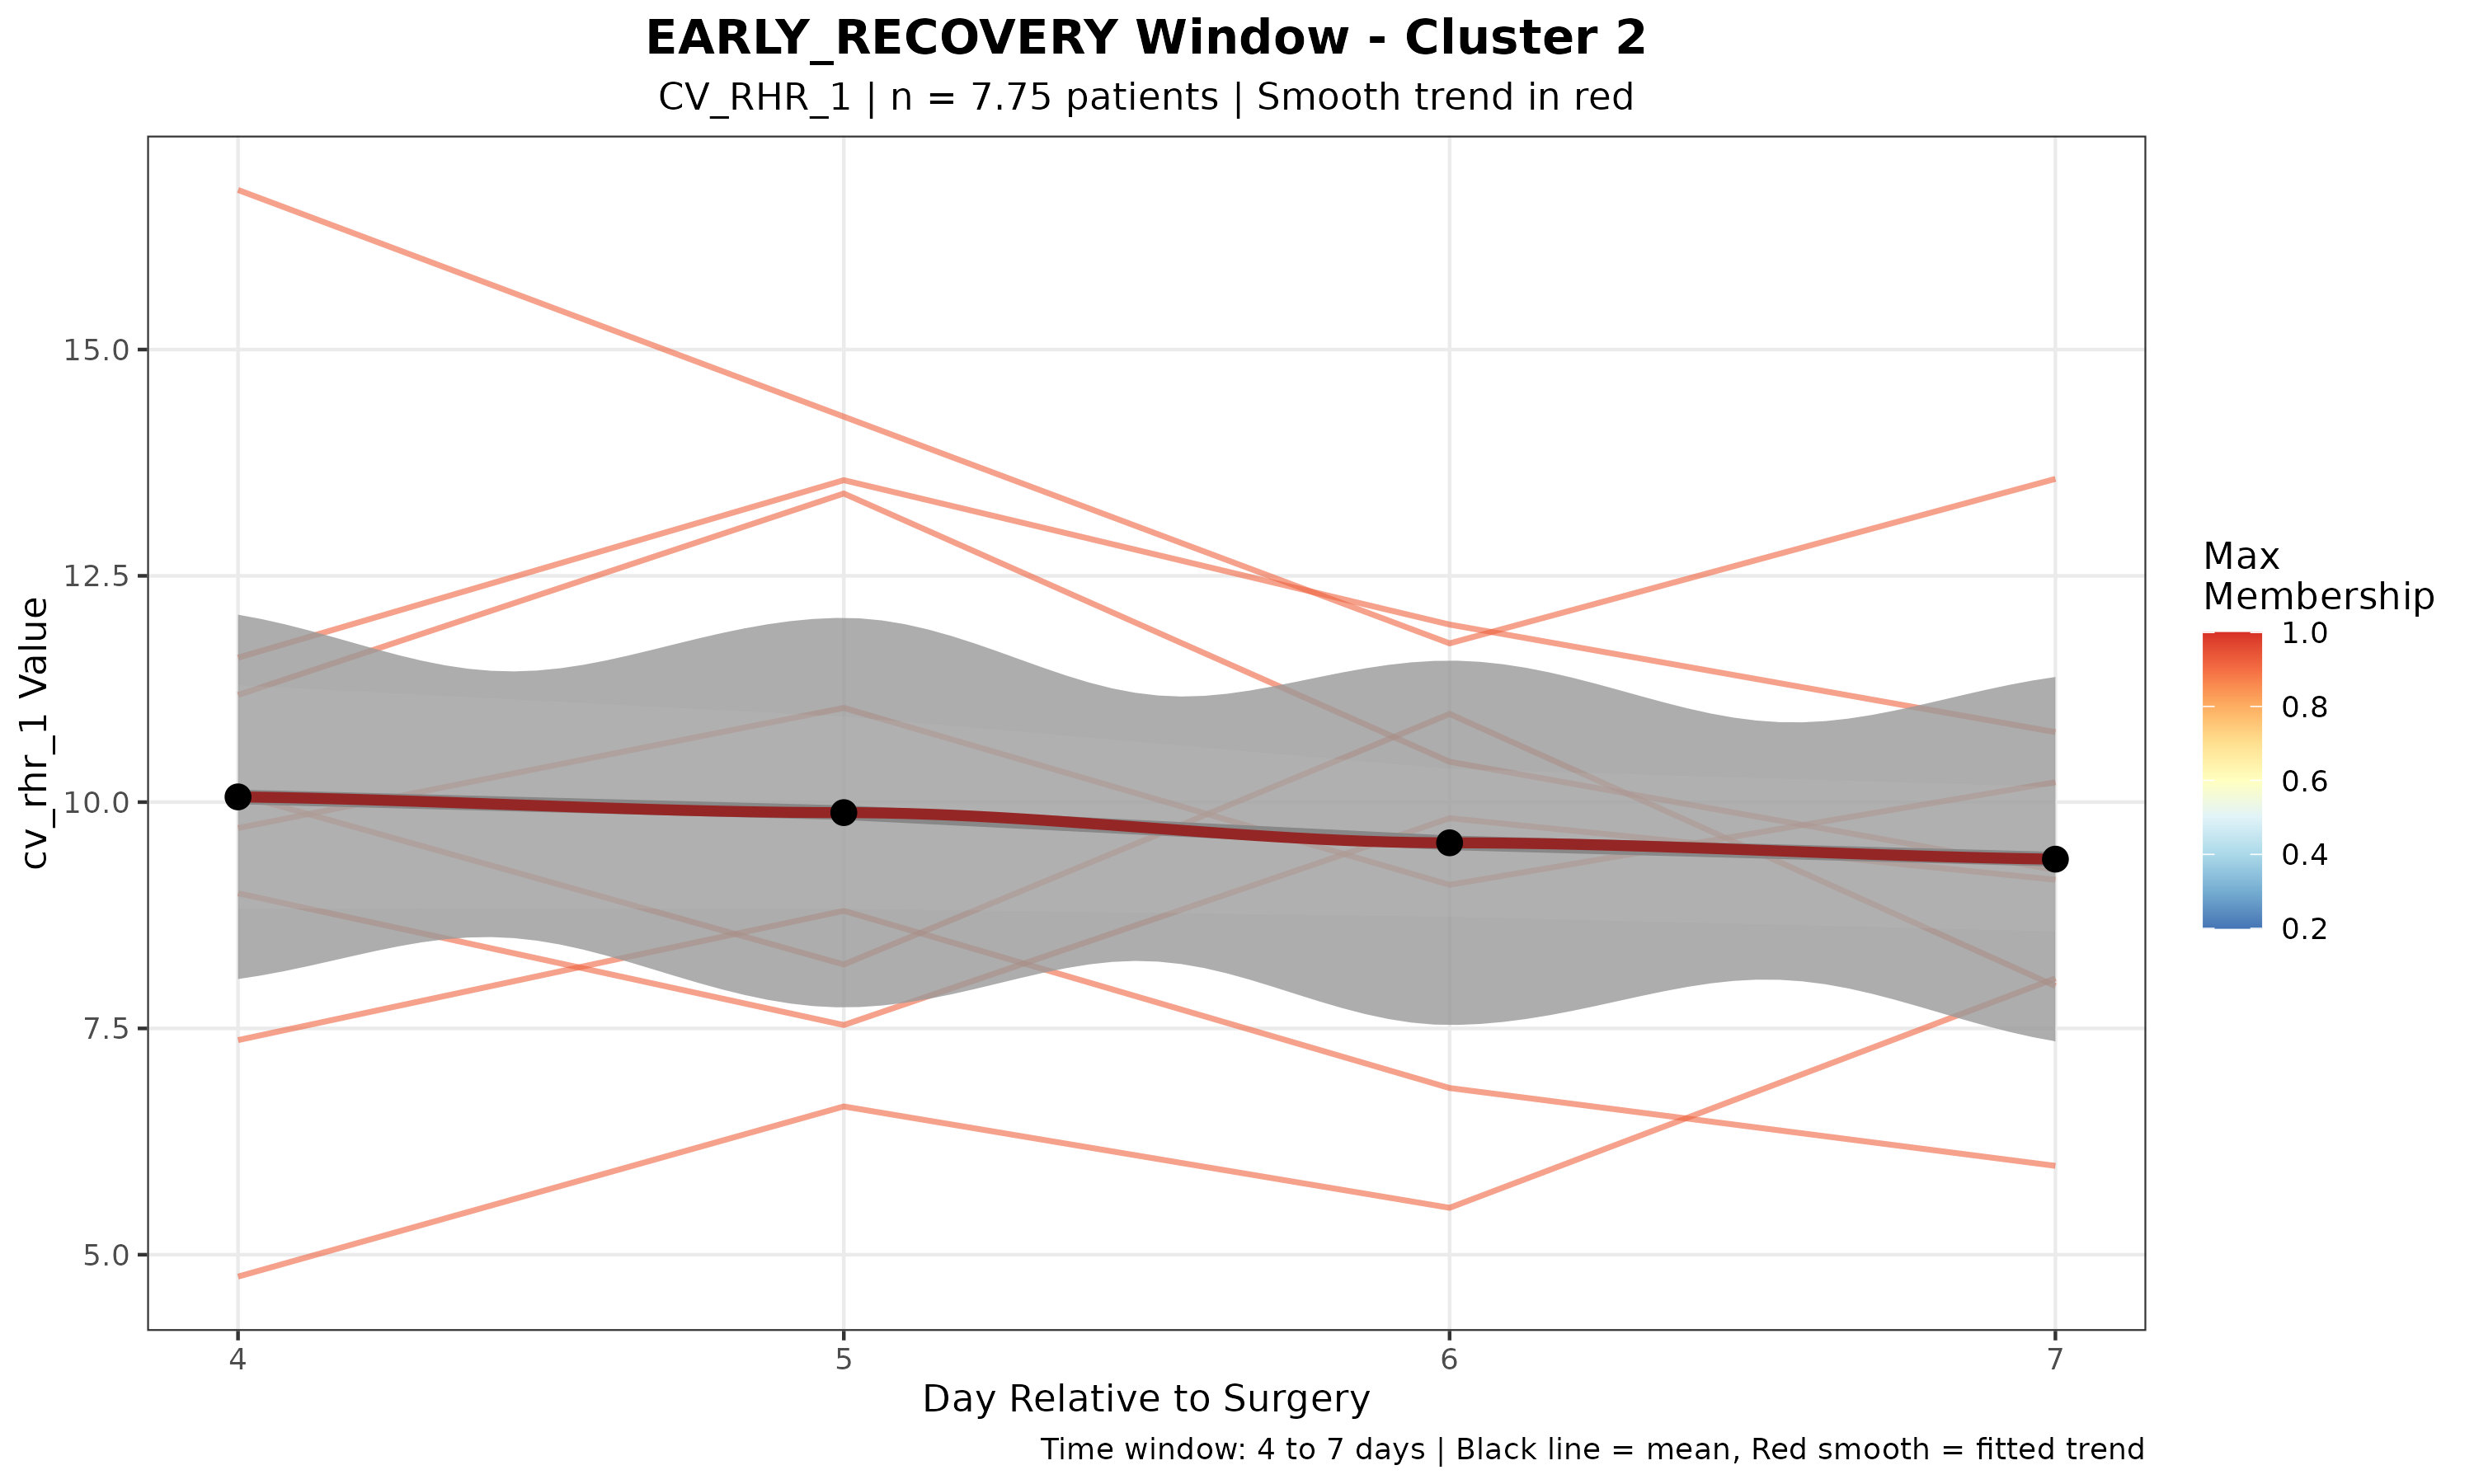 EARLY_RECOVERY Window - Cluster 2
CV_RHR_1 | n = 7.75 patients | Smooth trend in red
cv_rhr_1 Value
15.0
12.5
10.0
7.5
5.0
4
5
6
7
Day Relative to Surgery
Max
Membership
1.0
0.8
0.6
0.4
0.2
Time window: 4 to 7 days | Black line = mean, Red smooth = fitted trend